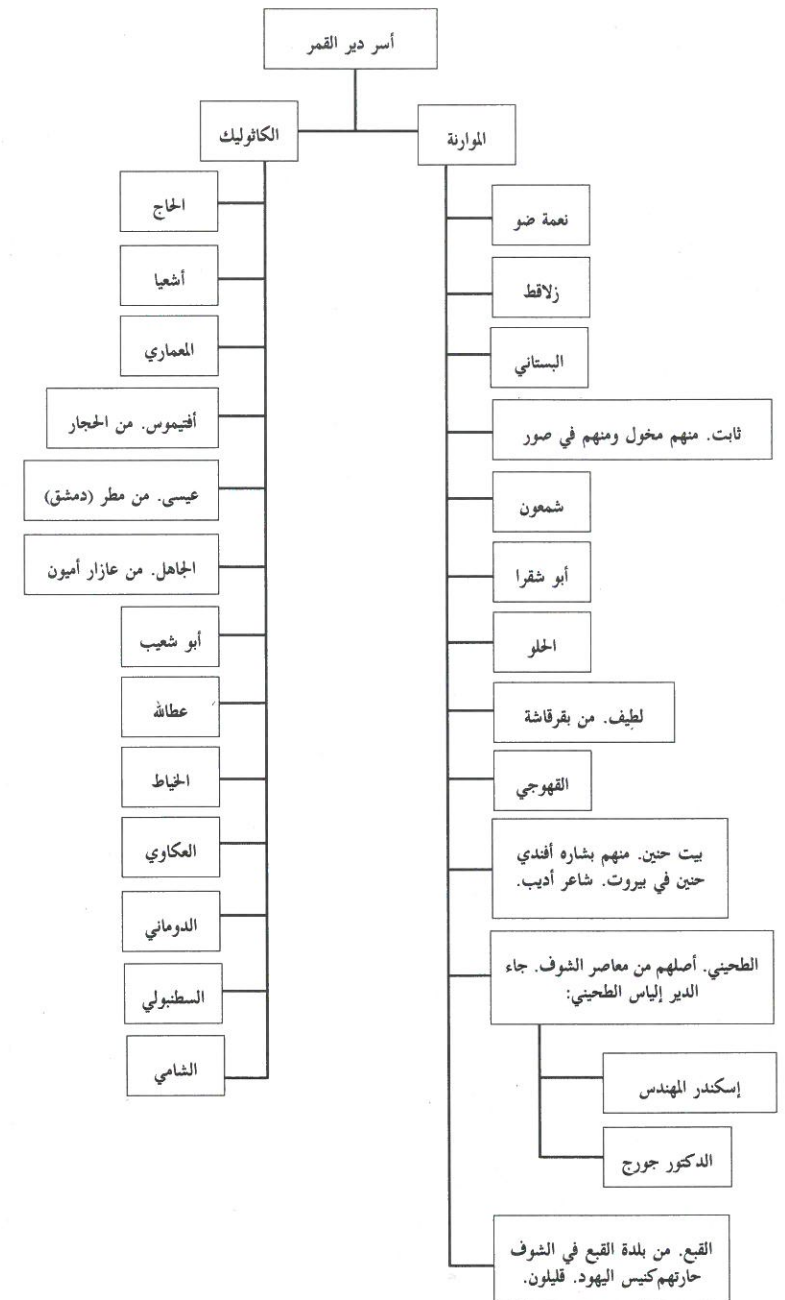 أسر دير القمر
الموارنة
نعمة ضو
زلاقط
البستاني
ثابت. منهم مخول ومنهم في صور
شمعون
أبو شقرا
الحلو
لطيف. من بقرقاشة
القهوجي
بيت حنين. منهم بشاره أفندي
حنين في بيروت. شاعر أديب.
الطحيني. أصلهم من معاصر الشوف. جاء
الدير إلياس الطحيني:
إسكندر المهندس
الدكتور جورج
القبع. من بلدة القبع في الشوف
حارتهم كنيس اليهود. قليلون.
الكاثوليك
الحاج
أشعيا
المعماري
أفتيموس. من الحجار
عيسى. من مطر (دمشق)
الجاهل. من عازار أميون
أبو شعيب
عطالله
الخياط
العكاوي
الدوماني
السطنبولي
الشامي